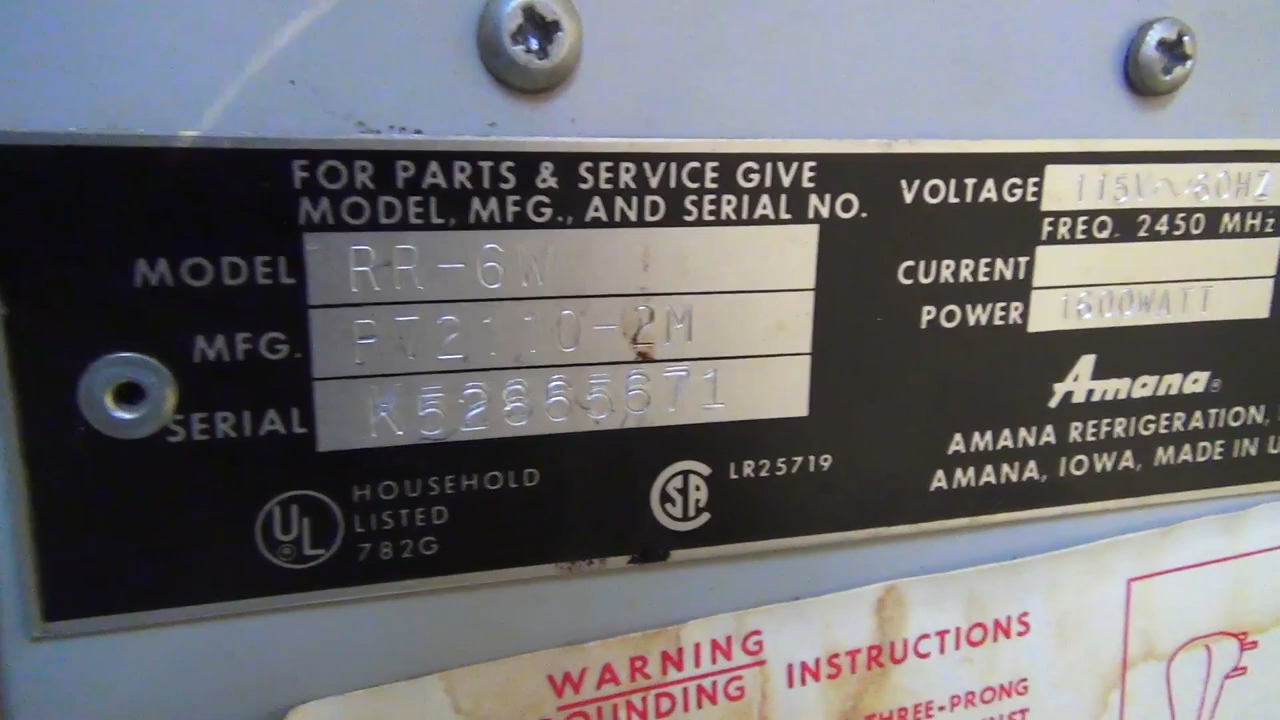 FOR PARTS & SERVICE GIVE
MODEL, MFG., AND SERIAL NO.
MODEL RR-6W
MFG. P72110-2M
SERIAL K52865671
UL
HOUSEHOLD
LISTED
782G
SA
LR25719
VOLTAGE 115V~60HZ
FREQ. 2450 MHz
CURRENT
POWER 1600WATT
Amana®
AMANA REFRIGERATION,
AMANA, IOWA, MADE IN
WARNING
INSTRUCTIONS
THREE-PRONG